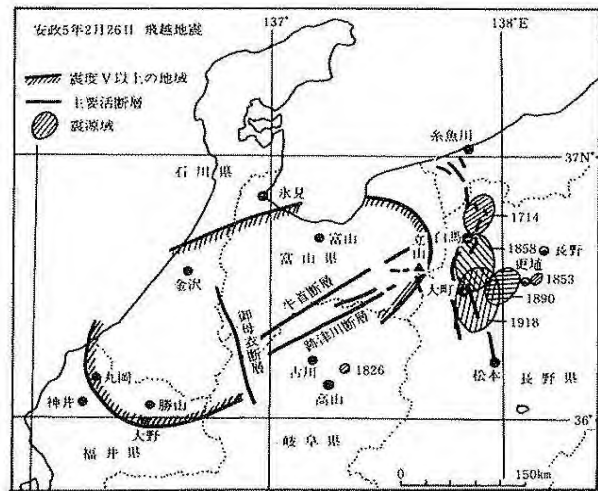 安政5年2月26日 飛越地震
137°
138°E
震度V以上の地域
主要活断層
震源域
糸魚川
37N°
石川県
氷見
1714
富山
白馬
1858
長野
富山県
立山
更埴
金沢
牛首断層
大町
1853
1890
御母衣断層
跡津川断層
1918
古川
1826
松本
丸岡
高山
長野県
神井
勝山
大野
36°
福井県
岐阜県
0
150km